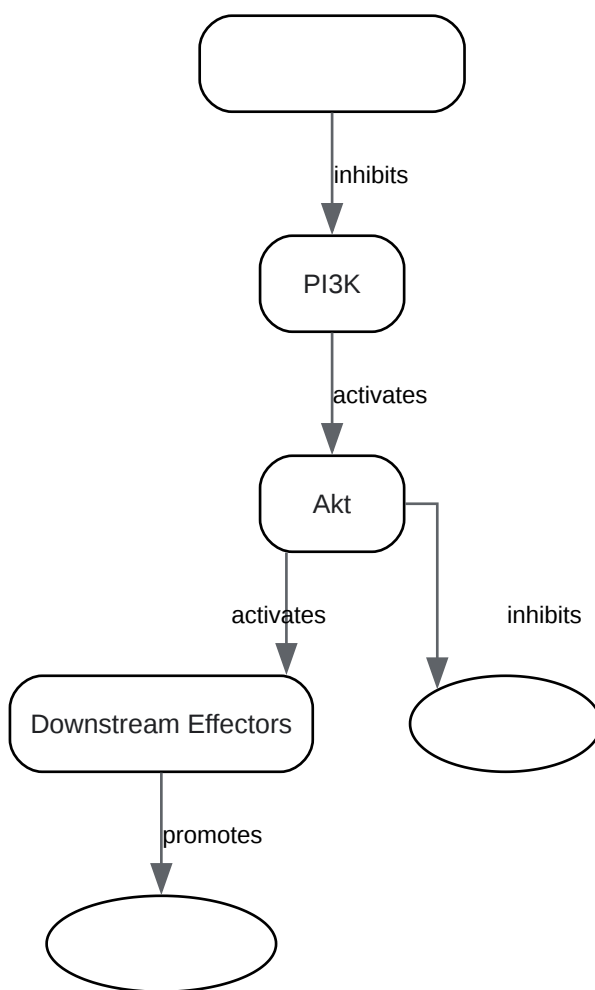 inhibits
PI3K
activates
Akt
activates
inhibits
Downstream Effectors
promotes